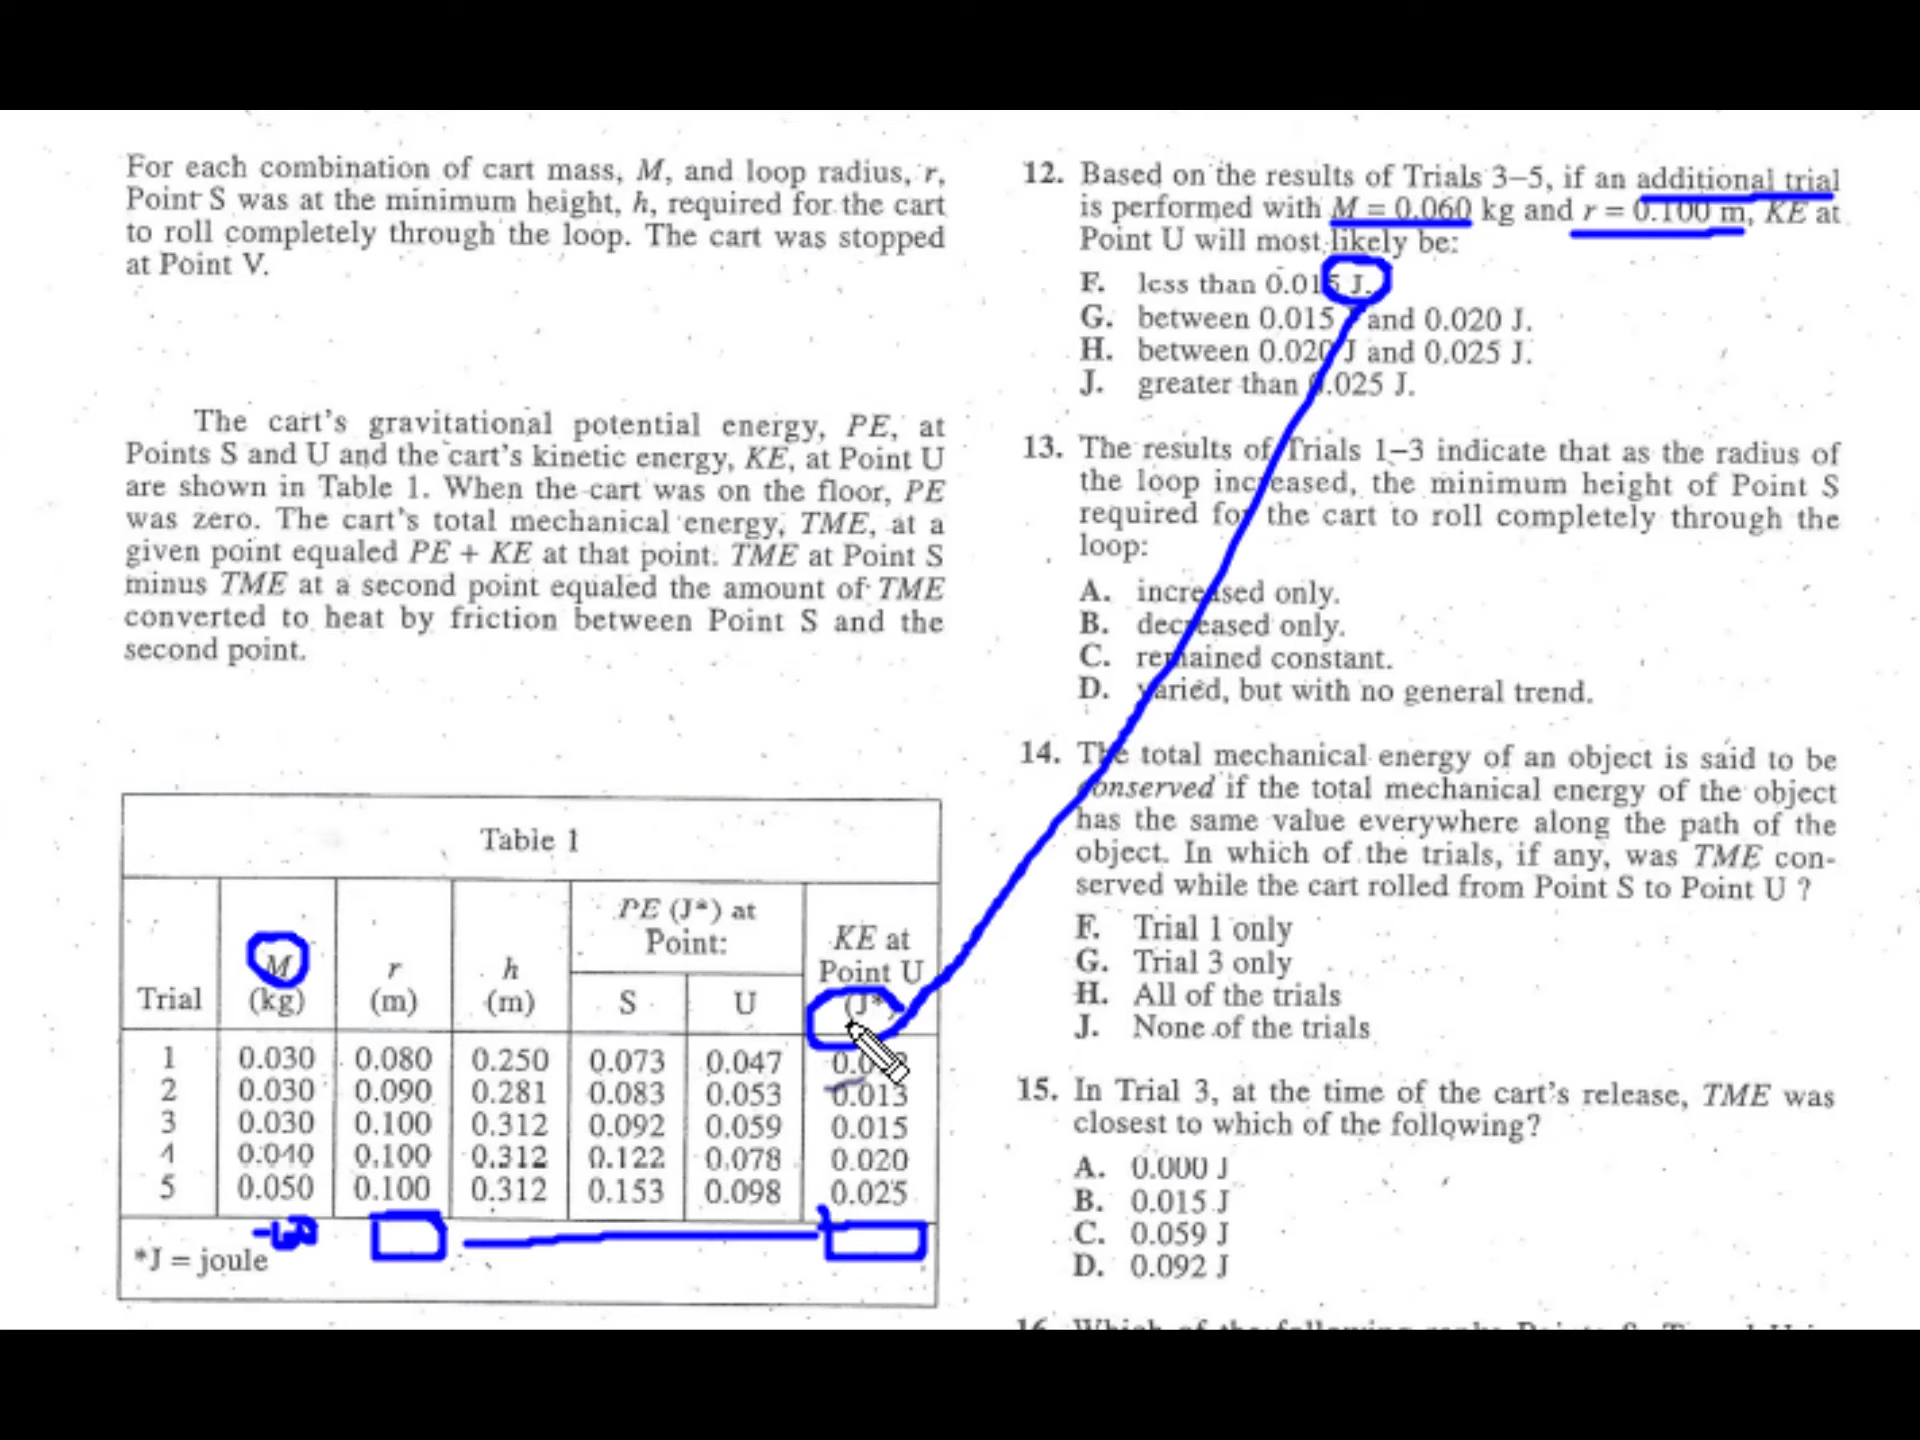 For each combination of cart mass, M, and loop radius, r,
Point S was at the minimum height, h, required for the cart
to roll completely through the loop. The cart was stopped
at Point V.
The cart's gravitational potential energy, PE, at
Points S and U and the cart's kinetic energy, KE, at Point U
are shown in Table 1. When the cart was on the floor, PE
was zero. The cart's total mechanical energy, TME, at a
given point equaled PE + KE at that point. TME at Point S
minus TME at a second point equaled the amount of TME
converted to heat by friction between Point S and the
second point.
Table 1
Trial M (kg) r (m) h (m) PE (J*) at Point: S U KE at Point U (J*)
1 0.030 0.080 0.250 0.073 0.047
2 0.030 0.090 0.281 0.083 0.053 0.013
3 0.030 0.100 0.312 0.092 0.059 0.015
4 0.040 0.100 0.312 0.122 0.078 0.020
5 0.050 0.100 0.312 0.153 0.098 0.025
*J = joule
12. Based on the results of Trials 3–5, if an additional trial
is performed with M = 0.060 kg and r = 0.100 m, KE at
Point U will most likely be:
F. less than 0.015 J.
G. between 0.015 J and 0.020 J.
H. between 0.020 J and 0.025 J.
J. greater than 0.025 J.
13. The results of Trials 1–3 indicate that as the radius of
the loop increased, the minimum height of Point S
required for the cart to roll completely through the
loop:
A. increased only.
B. decreased only.
C. remained constant.
D. varied, but with no general trend.
14. The total mechanical energy of an object is said to be
conserved if the total mechanical energy of the object
has the same value everywhere along the path of the
object. In which of the trials, if any, was TME con-
served while the cart rolled from Point S to Point U ?
F. Trial 1 only
G. Trial 3 only
H. All of the trials
J. None of the trials
15. In Trial 3, at the time of the cart's release, TME was
closest to which of the following?
A. 0.000 J
B. 0.015 J
C. 0.059 J
D. 0.092 J